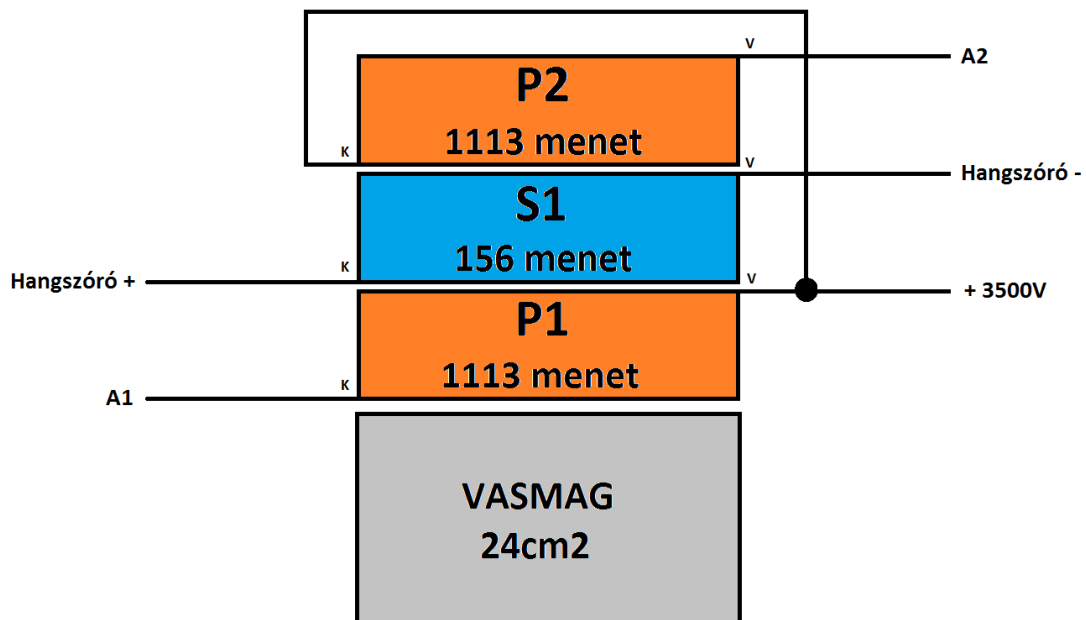 V
A2
P2
1113 menet
K
V
Hangszóró -
S1
156 menet
K
Hangszóró +
V
+ 3500V
P1
1113 menet
K
A1
VASMAG
24cm2